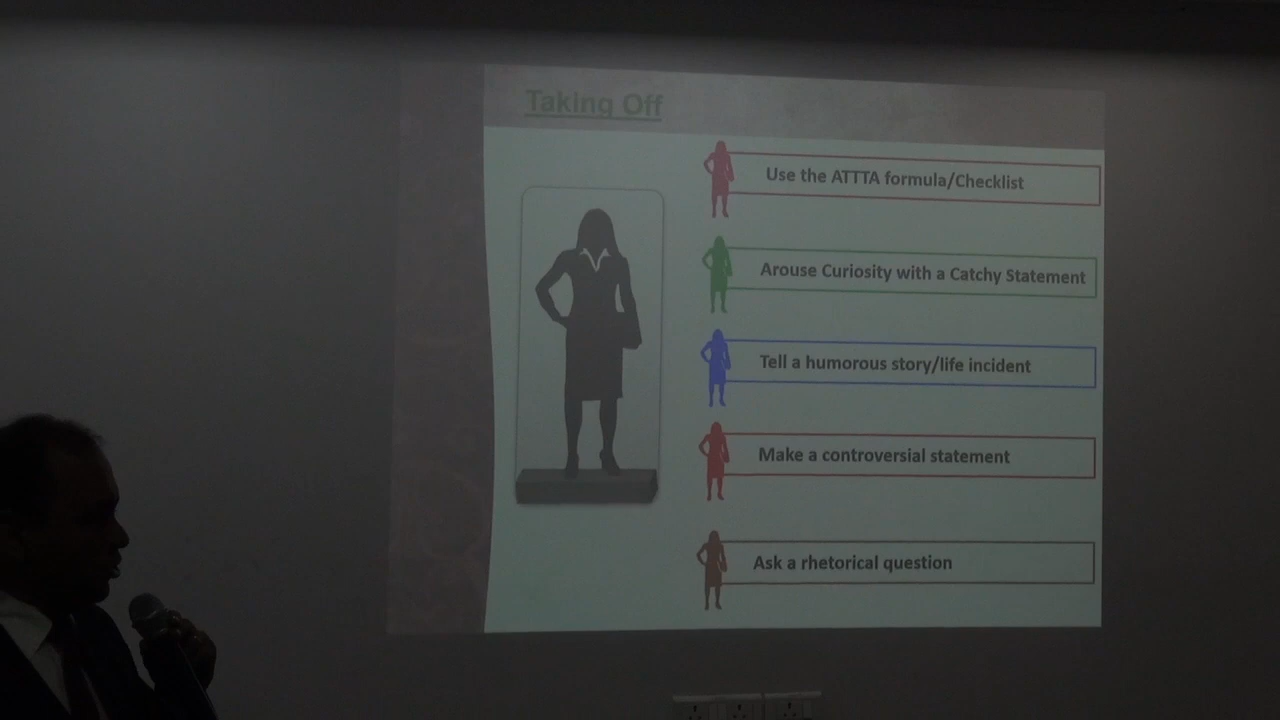 Taking Off
Use the ATTTA formula/Checklist
Arouse Curiosity with a Catchy Statement
Tell a humorous story/life incident
Make a controversial statement
Ask a rhetorical question